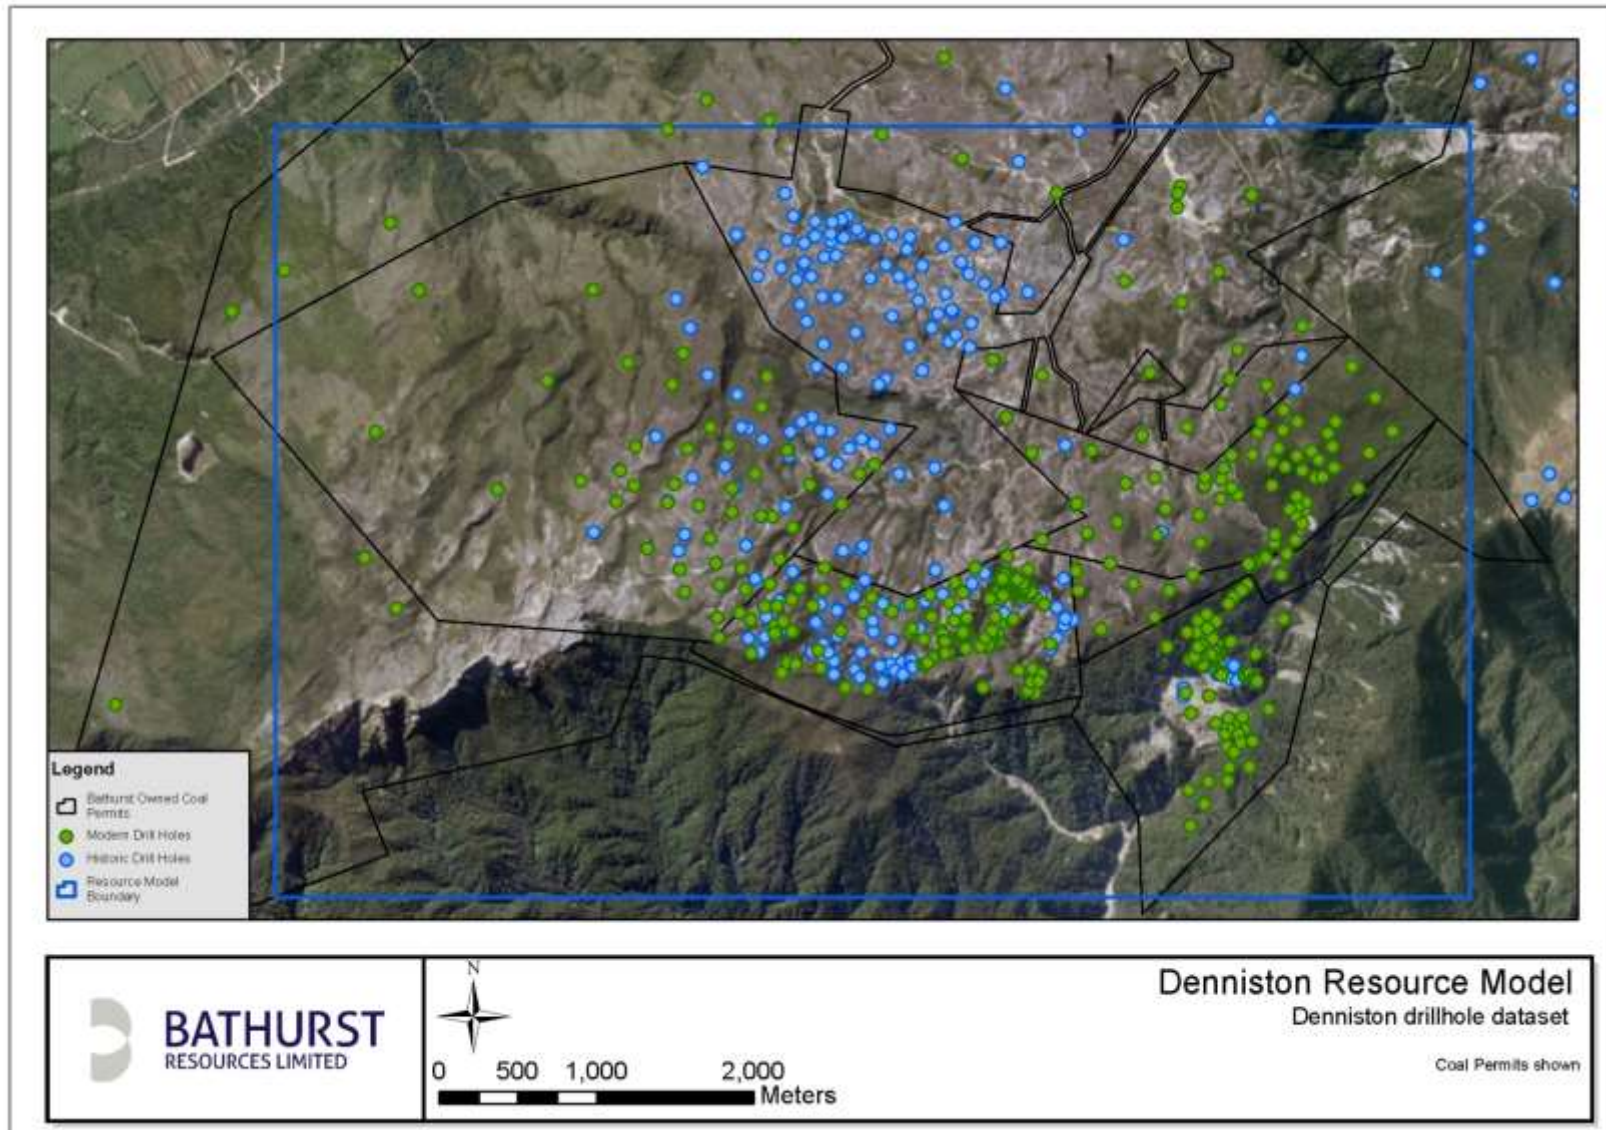 Legend
Bathurst Owned Coal
Permits
Modern Drill Holes
Historic Drill Holes
Resource Model
Boundary
BATHURST
RESOURCES LIMITED
N
0 500 1,000 2,000
Meters
Denniston Resource Model
Denniston drillhole dataset
Coal Permits shown